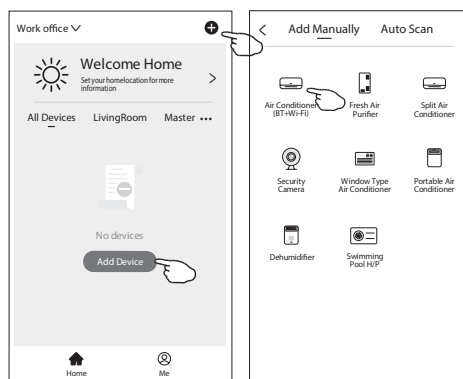 Work office
Welcome Home
Set your home location for more
information
All Devices LivingRoom Master •••
No devices
Add Device
Home Me
Add Manually Auto Scan
Air Conditioner
(BT+Wi-Fi)
Fresh Air
Purifier
Split Air
Conditioner
Security
Camera
Window Type
Air Conditioner
Portable Air
Conditioner
Dehumidifier
Swimming
Pool H/P